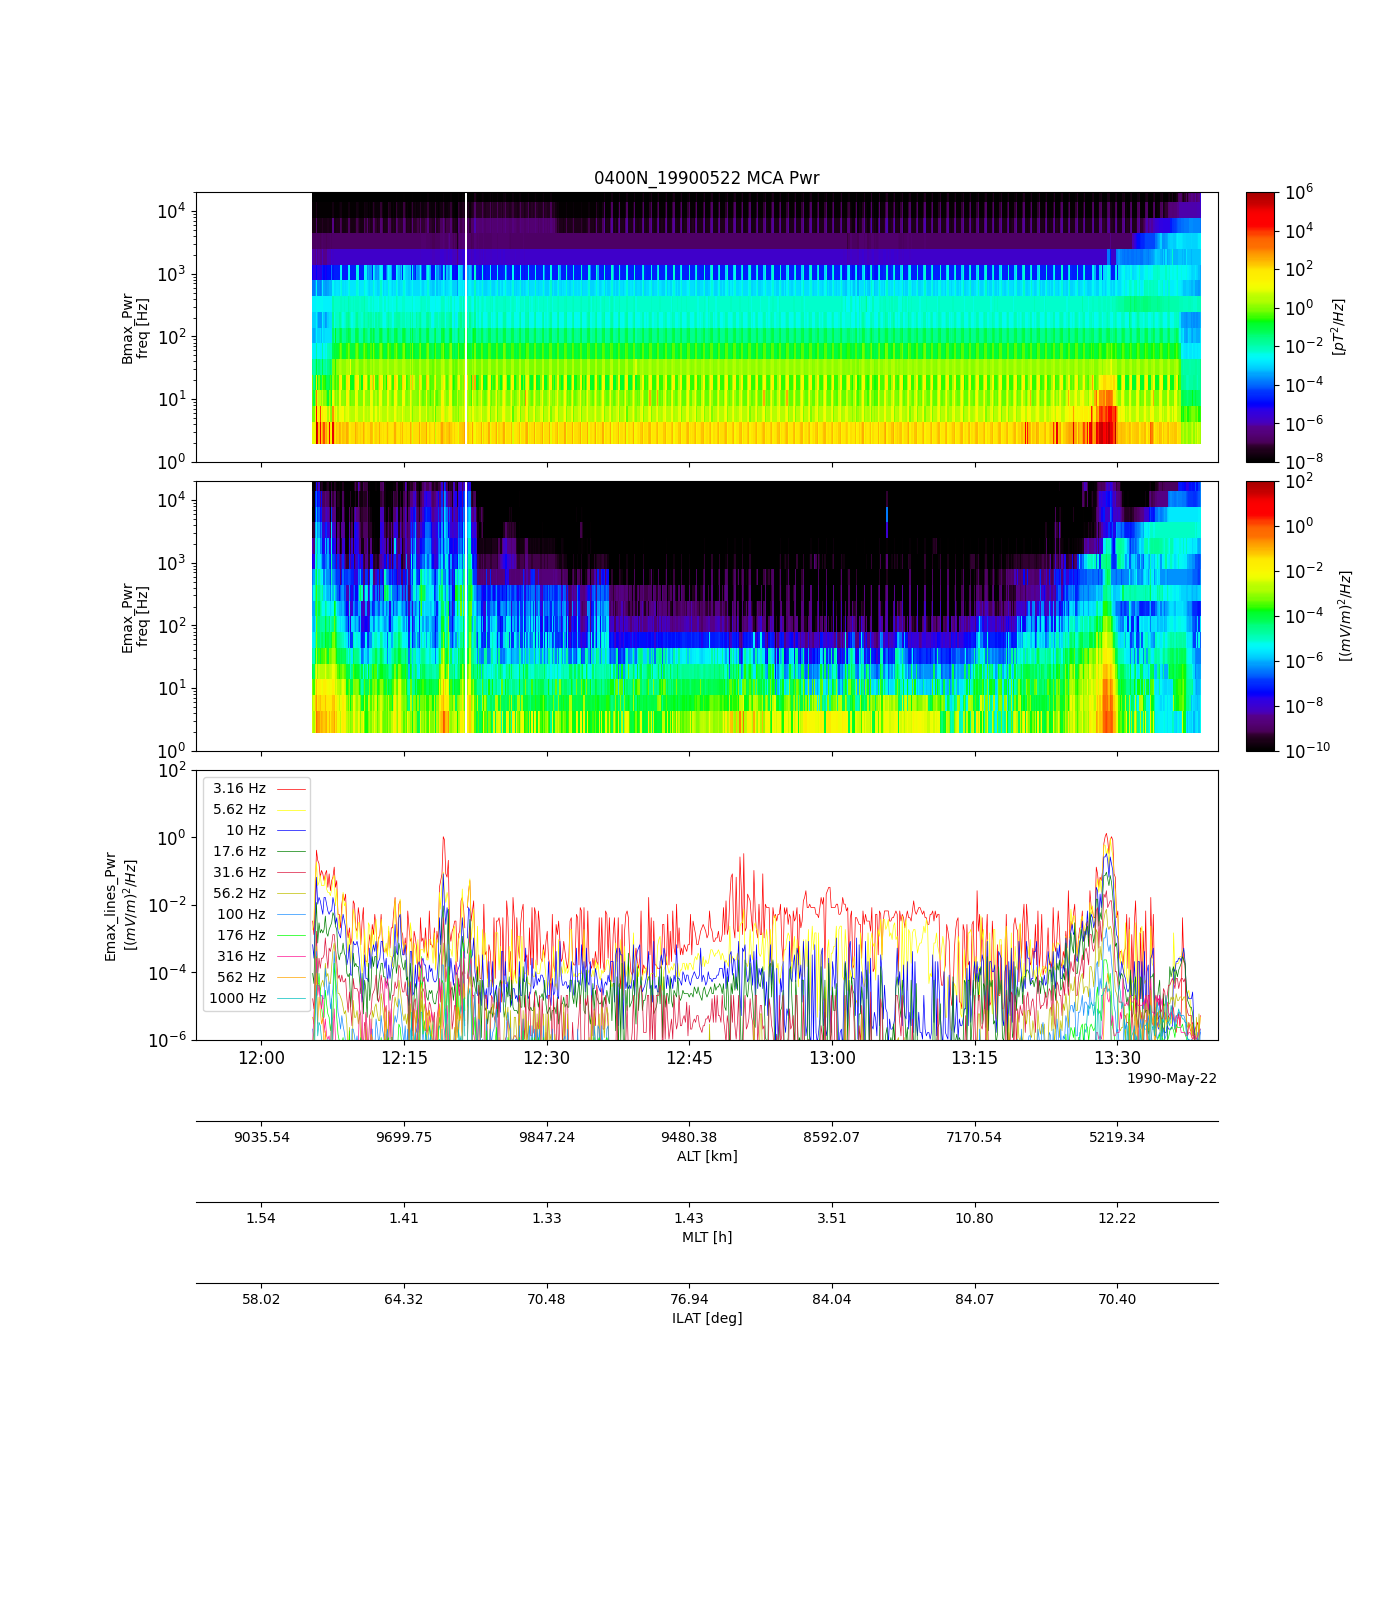 0400N_19900522 MCA Pwr
Bmax_Pwr
freq [Hz]
10^4
10^3
10^2
10^1
10^0
10^6
10^4
10^2
10^0
10^-2
10^-4
10^-6
10^-8
[pT^2/Hz]
Emax_Pwr
freq [Hz]
10^4
10^3
10^2
10^1
10^0
10^2
10^0
10^-2
10^-4
10^-6
10^-8
10^-10
[(mV/m)^2/Hz]
Emax_lines_Pwr
[(mV/m)^2/Hz]
10^2
10^0
10^-2
10^-4
10^-6
3.16 Hz
5.62 Hz
10 Hz
17.6 Hz
31.6 Hz
56.2 Hz
100 Hz
176 Hz
316 Hz
562 Hz
1000 Hz
12:00 12:15 12:30 12:45 13:00 13:15 13:30
1990-May-22
9035.54 9699.75 9847.24 9480.38 8592.07 7170.54 5219.34
ALT [km]
1.54 1.41 1.33 1.43 3.51 10.80 12.22
MLT [h]
58.02 64.32 70.48 76.94 84.04 84.07 70.40
ILAT [deg]